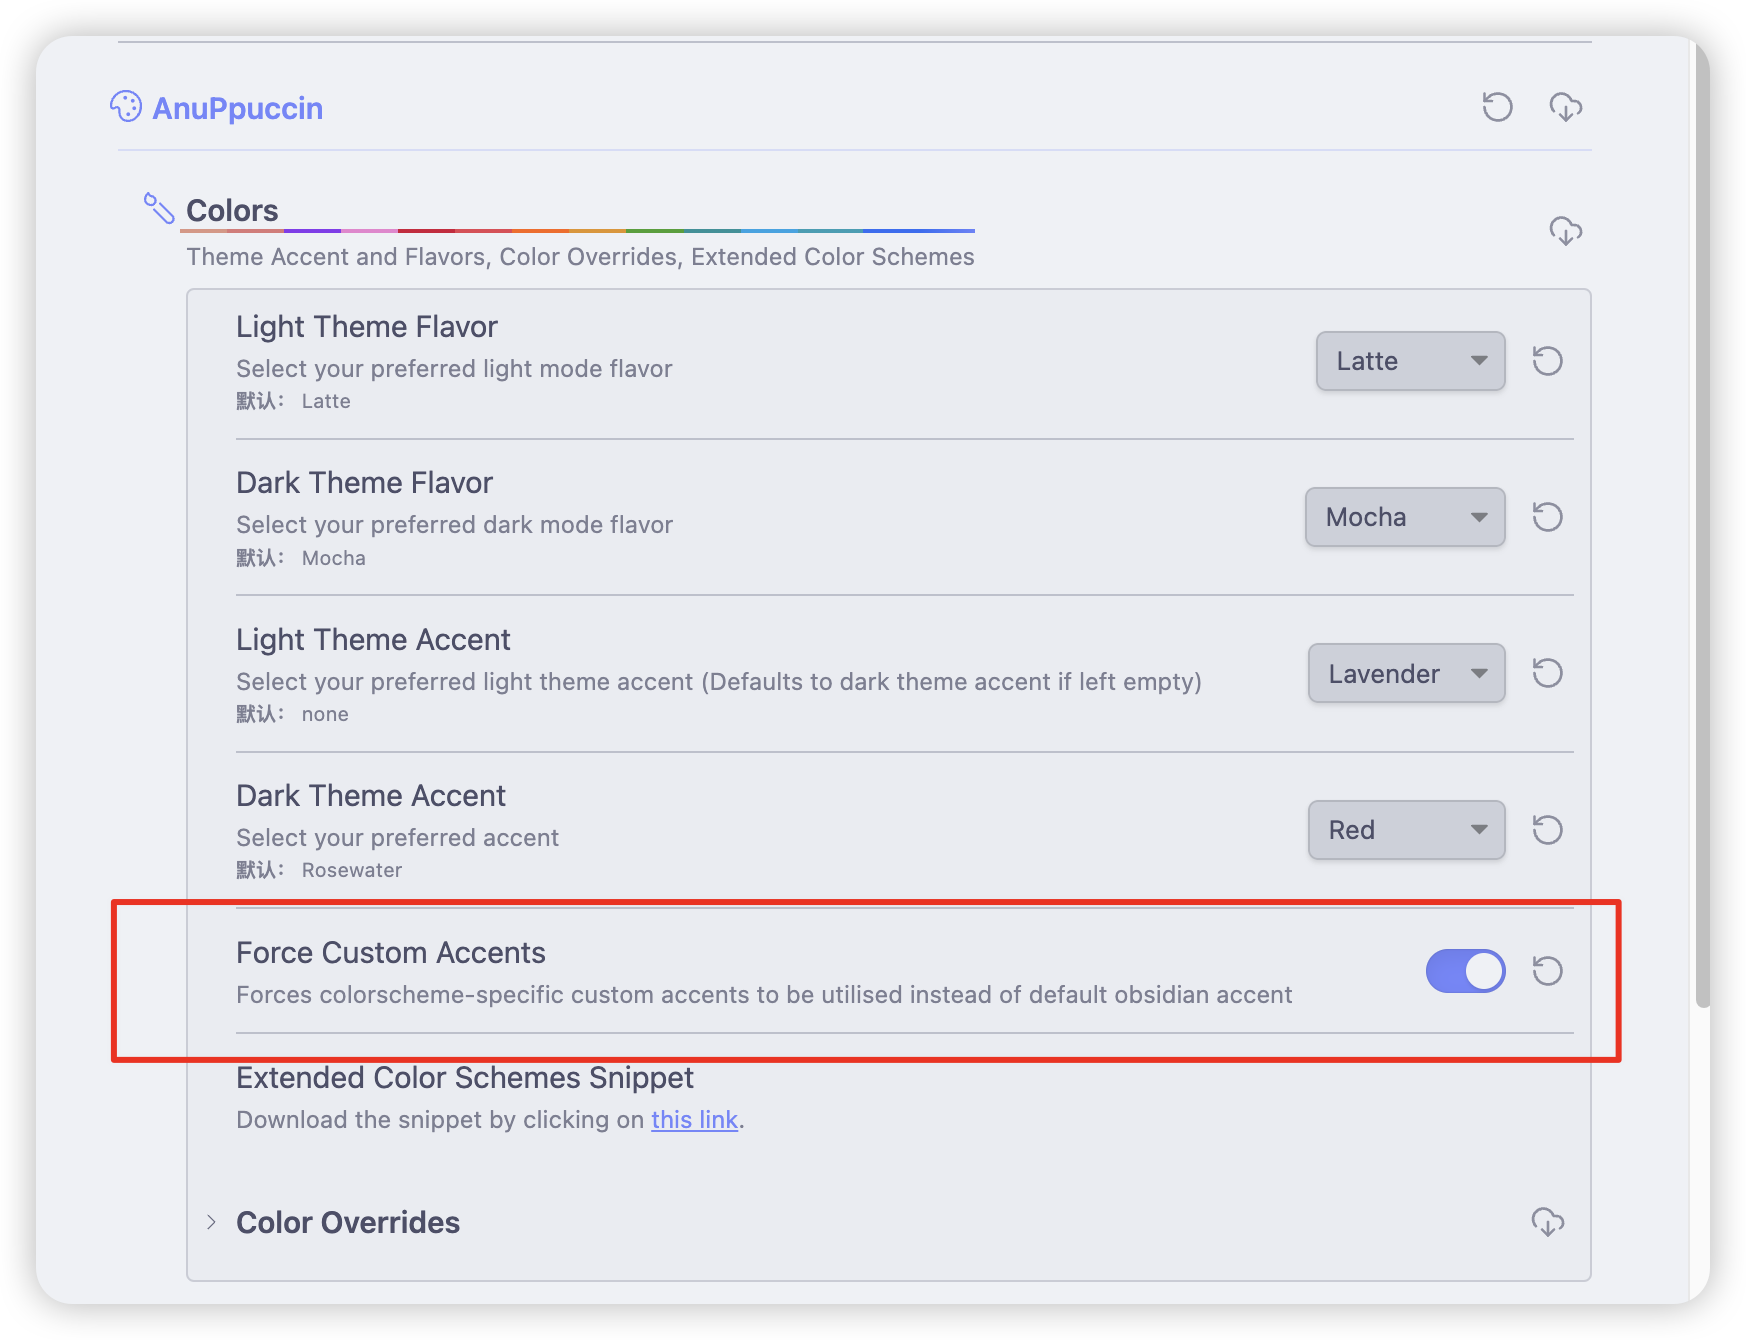 AnuPpuccin
Colors
Theme Accent and Flavors, Color Overrides, Extended Color Schemes
Light Theme Flavor
Select your preferred light mode flavor
默认： Latte
Latte
Dark Theme Flavor
Select your preferred dark mode flavor
默认： Mocha
Mocha
Light Theme Accent
Select your preferred light theme accent (Defaults to dark theme accent if left empty)
默认： none
Lavender
Dark Theme Accent
Select your preferred accent
默认： Rosewater
Red
Force Custom Accents
Forces colorscheme-specific custom accents to be utilised instead of default obsidian accent
Extended Color Schemes Snippet
Download the snippet by clicking on this link.
Color Overrides